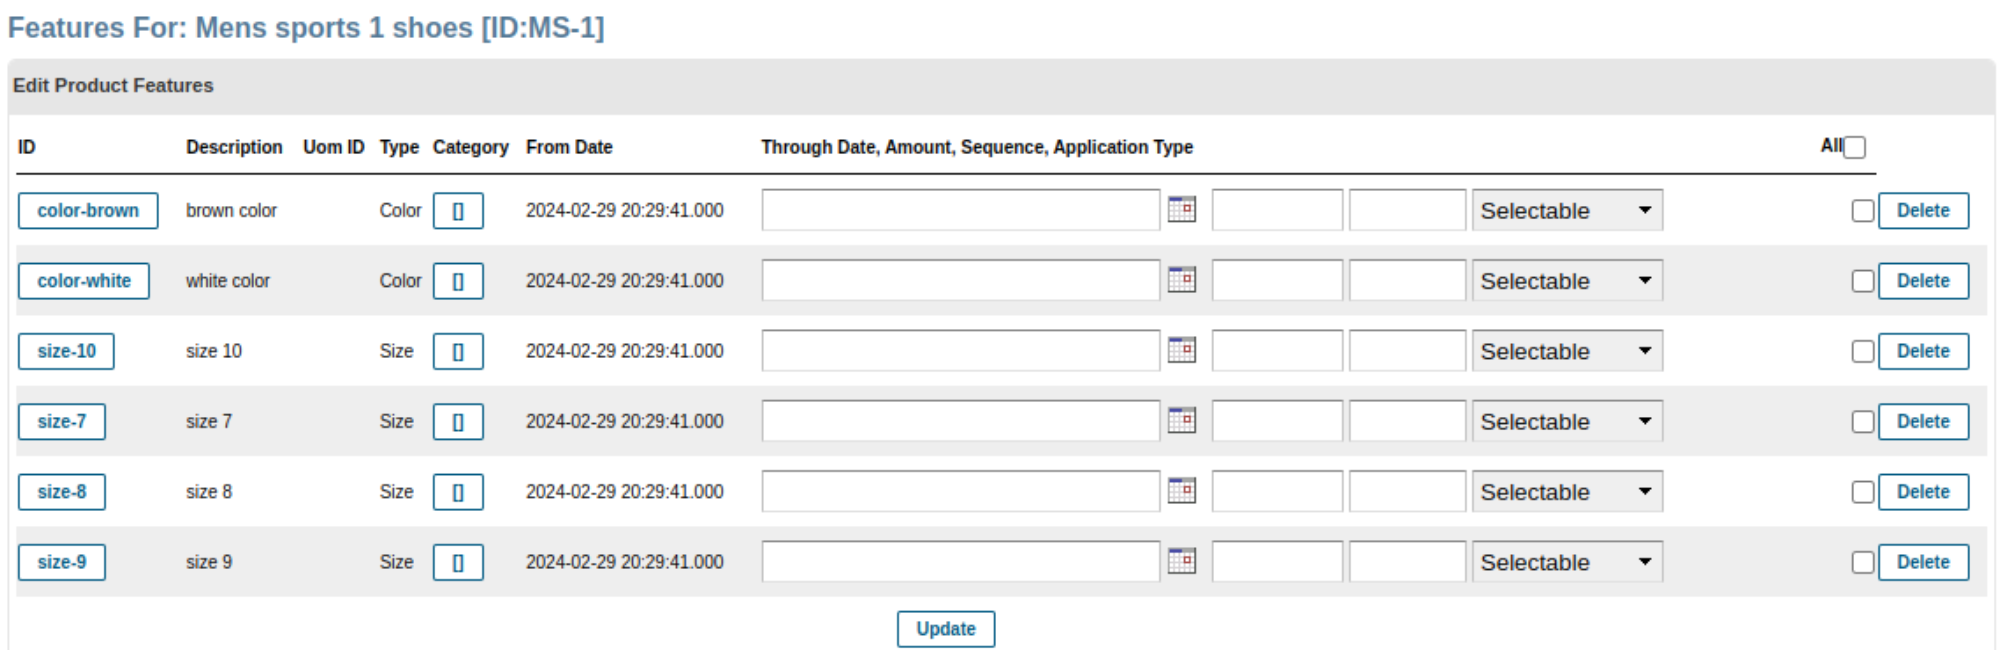 Features For: Mens sports 1 shoes [ID:MS-1]
Edit Product Features
ID Description Uom ID Type Category From Date Through Date, Amount, Sequence, Application Type All
color-brown brown color Color [] 2024-02-29 20:29:41.000 Selectable Delete
color-white white color Color [] 2024-02-29 20:29:41.000 Selectable Delete
size-10 size 10 Size [] 2024-02-29 20:29:41.000 Selectable Delete
size-7 size 7 Size [] 2024-02-29 20:29:41.000 Selectable Delete
size-8 size 8 Size [] 2024-02-29 20:29:41.000 Selectable Delete
size-9 size 9 Size [] 2024-02-29 20:29:41.000 Selectable Delete
Update